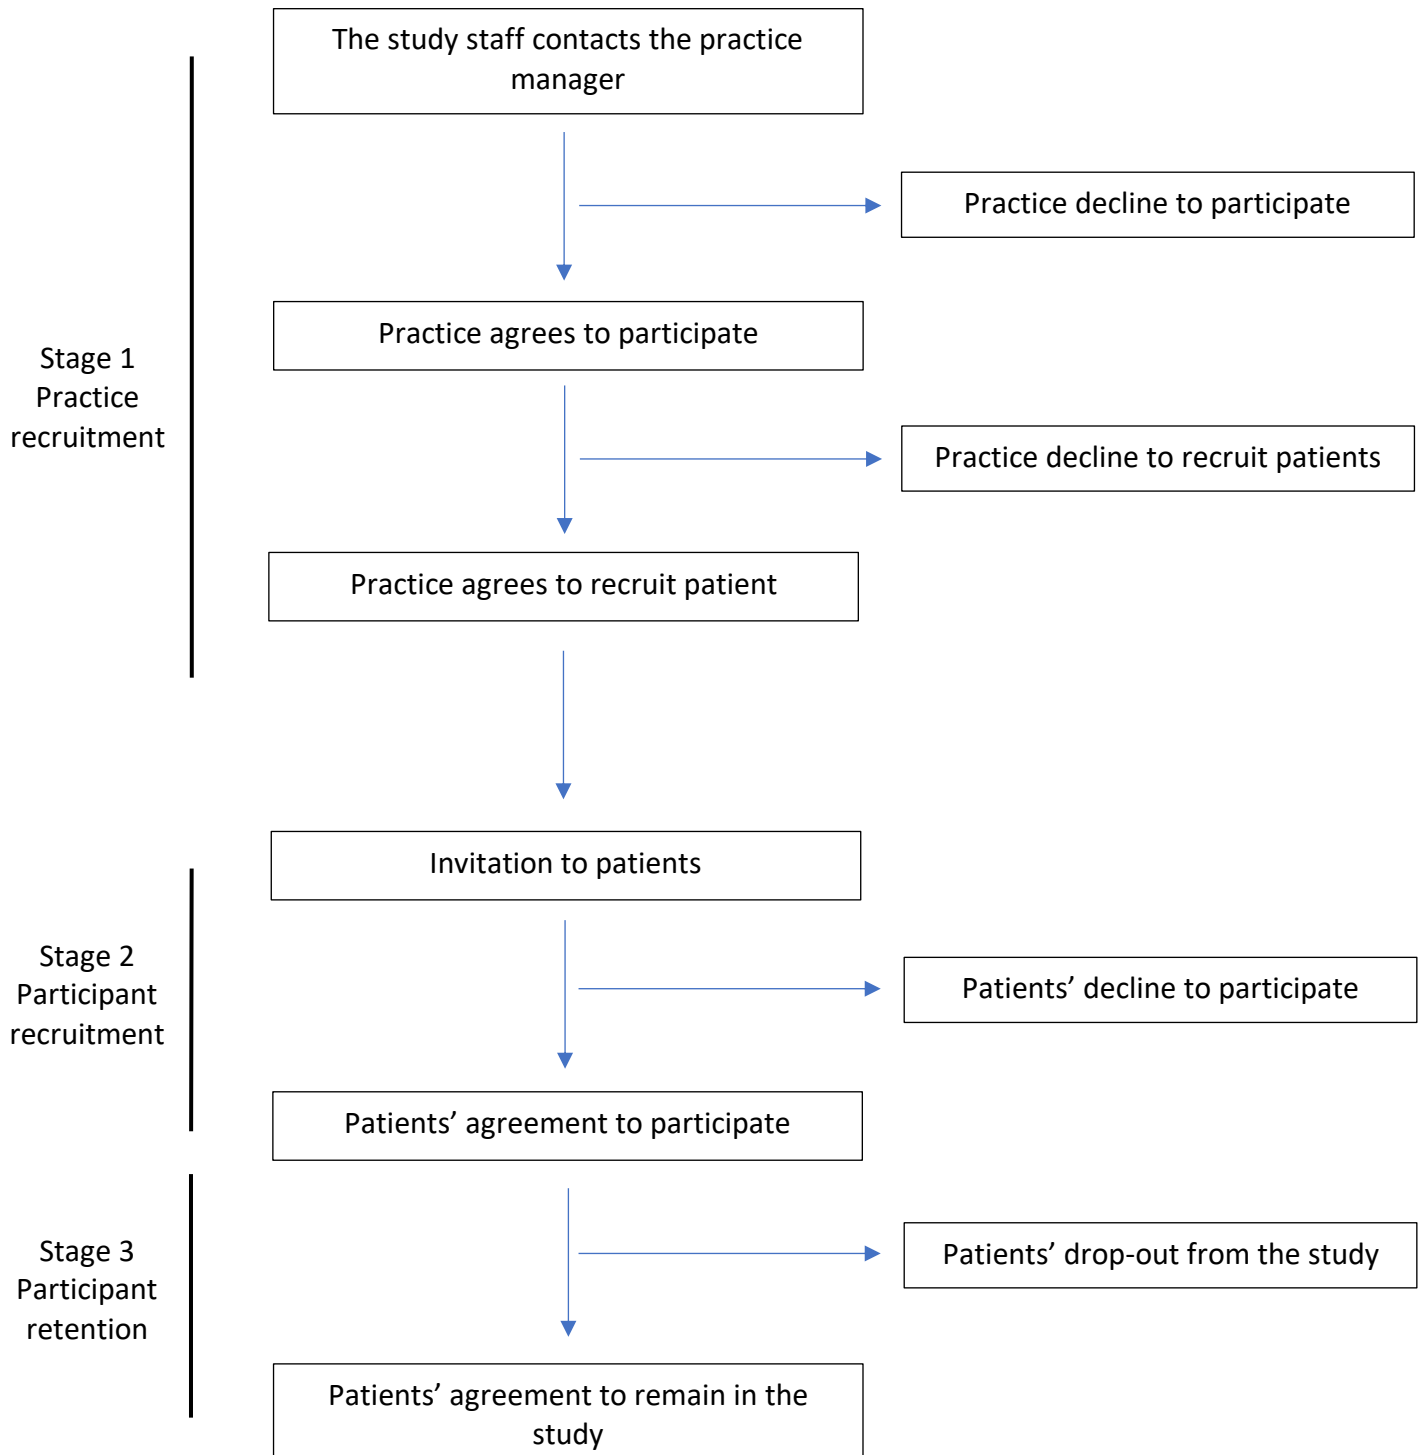 The study staff contacts the practice
manager
Practice decline to participate
Practice agrees to participate
Stage 1
Practice
recruitment
Practice decline to recruit patients
Practice agrees to recruit patient
Invitation to patients
Stage 2
Participant
recruitment
Patients’ decline to participate
Patients’ agreement to participate
Stage 3
Participant
retention
Patients’ drop-out from the study
Patients’ agreement to remain in the
study